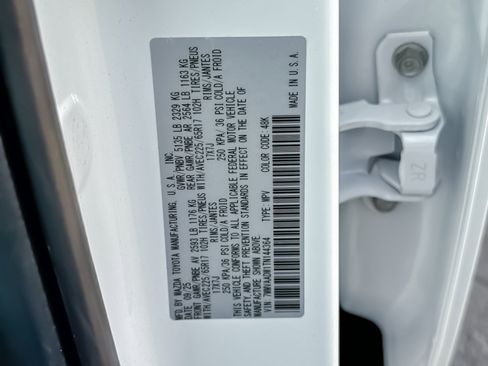 MFD. BY MAZDA TOYOTA MANUFACTURING, U.S.A., INC.
DATE: 09/25 GVWR/PNBV 5135 LB 2329 KG
FRONT GAWR/PNBE AV 2593 LB 1176 KG REAR GAWR/PNBE AR 2564 LB 1163 KG
WITH/AVEC 225/65R17 102H TIRES/PNEUS WITH/AVEC 225/65R17 102H TIRES/PNEUS
17X7J RIMS/JANTES 17X7J RIMS/JANTES
250 KPA/36 PSI COLD/A FROID 250 KPA/ 36 PSI COLD/A FROID
THIS VEHICLE CONFORMS TO ALL APPLICABLE FEDERAL MOTOR VEHICLE
SAFETY, AND THEFT PREVENTION STANDARDS IN EFFECT ON THE DATE OF
MANUFACTURE SHOWN ABOVE.
TYPE: MPV COLOR CODE: 48K MADE IN U.S.A.
ZR